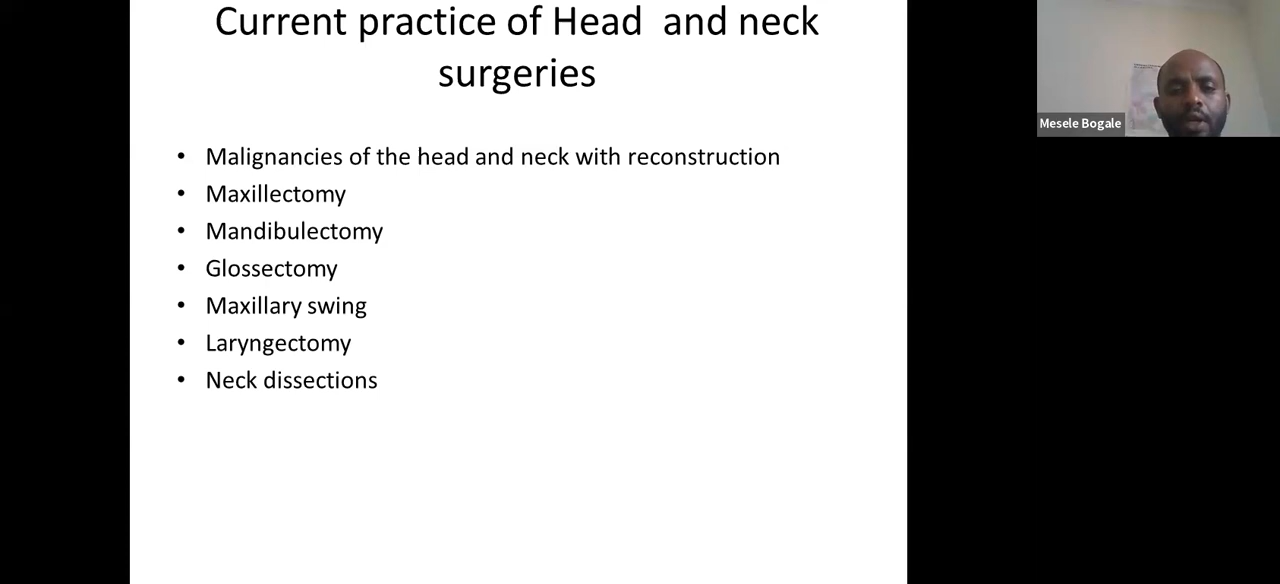 Current practice of Head  and neck
surgeries
• Malignancies of the head and neck with reconstruction
• Maxillectomy
• Mandibulectomy
• Glossectomy
• Maxillary swing
• Laryngectomy
• Neck dissections
Mesele Bogale